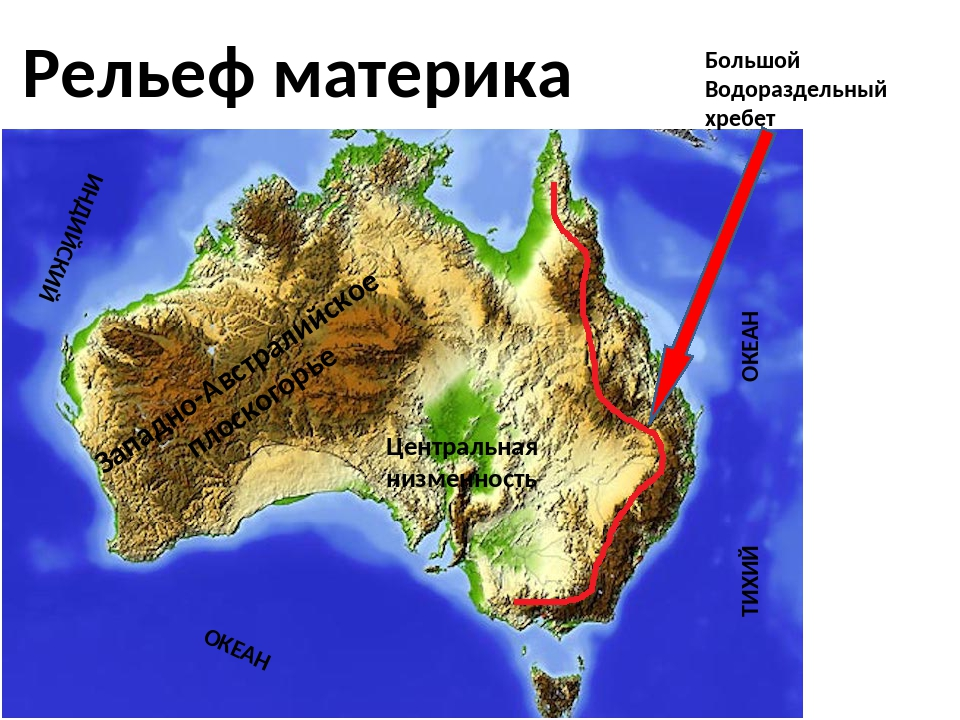 Рельеф материка
Большой
Водораздельный
хребет
ИНДИЙСКИЙ
Западно-Австралийское
плоскогорье
ОКЕАН
Центральная
низменность
ТИХИЙ
ОКЕАН